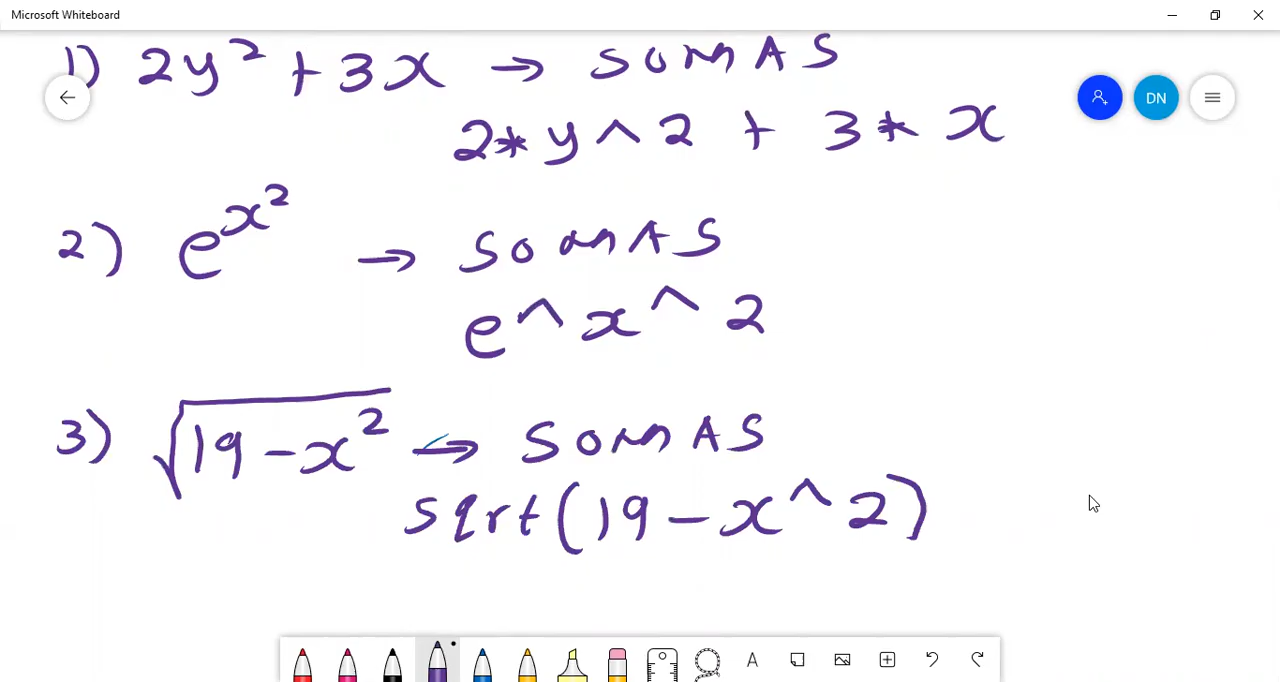 Microsoft Whiteboard
1) 2y² + 3x → SOMAS
2*y^2 + 3*x
DN
2) e^x² → SOMAS
e^x^2
3) √19-x² → SOMAS
sqrt(19-x^2)
A